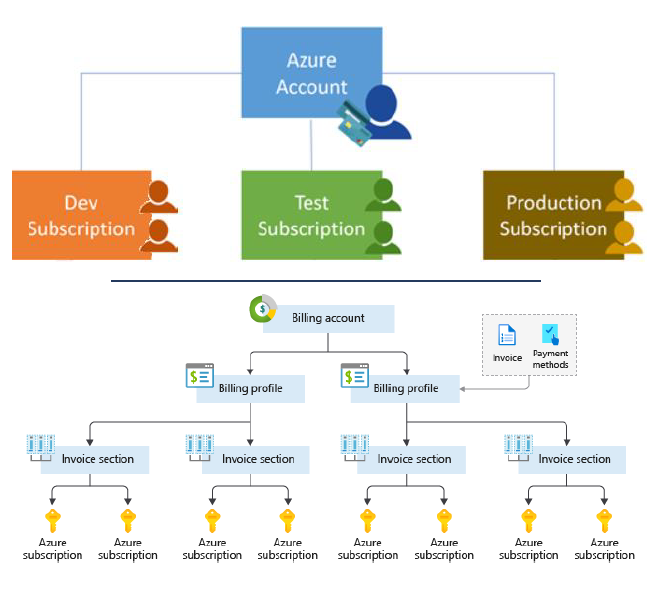 Azure
Account
Dev
Subscription
Test
Subscription
Production
Subscription
Billing account
Invoice
Payment
methods
Billing profile
Billing profile
Invoice section
Invoice section
Invoice section
Invoice section
Azure
subscription
Azure
subscription
Azure
subscription
Azure
subscription
Azure
subscription
Azure
subscription
Azure
subscription
Azure
subscription